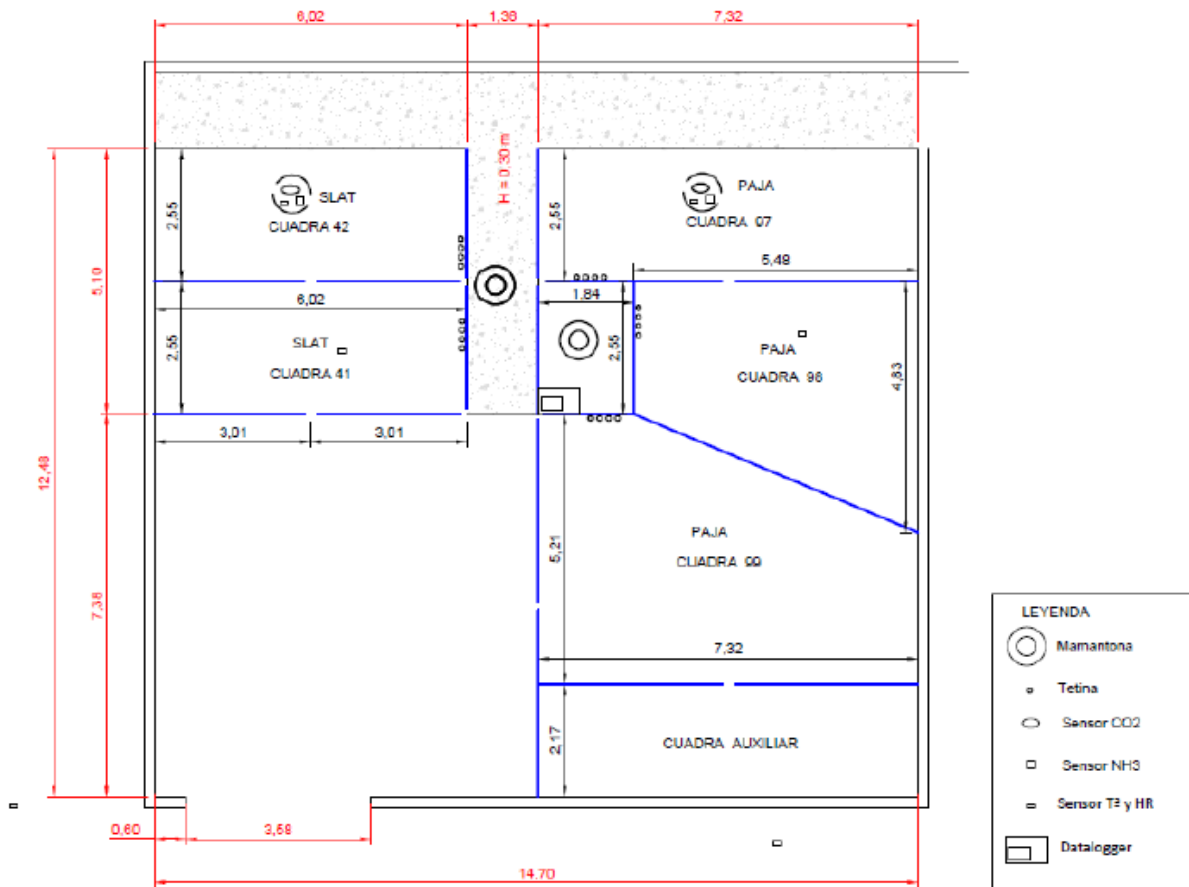 6,02
1,36
7,32
H = 0,30 m
2,55
SLAT
CUADRA 42
2,55
PAJA
CUADRA 97
5,10
5,49
6,02
1,84
2,55
SLAT
CUADRA 41
2,55
PAJA
CUADRA 98
4,83
3,01
3,01
12,48
PAJA
CUADRA 99
5,21
7,38
7,32
2,17
CUADRA AUXILIAR
0,60
3,58
14,70
LEYENDA
Mamantona
Tetina
Sensor CO2
Sensor NH3
Sensor Tª y HR
Datalogger